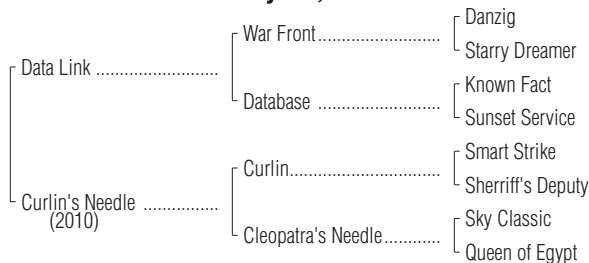 Danzig
War Front..........................
Starry Dreamer
Data Link ..........................
Known Fact
Database ..........................
Sunset Service
Smart Strike
Curlin................................
Sherriff's Deputy
Curlin's Needle ................
(2010)
Sky Classic
Cleopatra's Needle............
Queen of Egypt